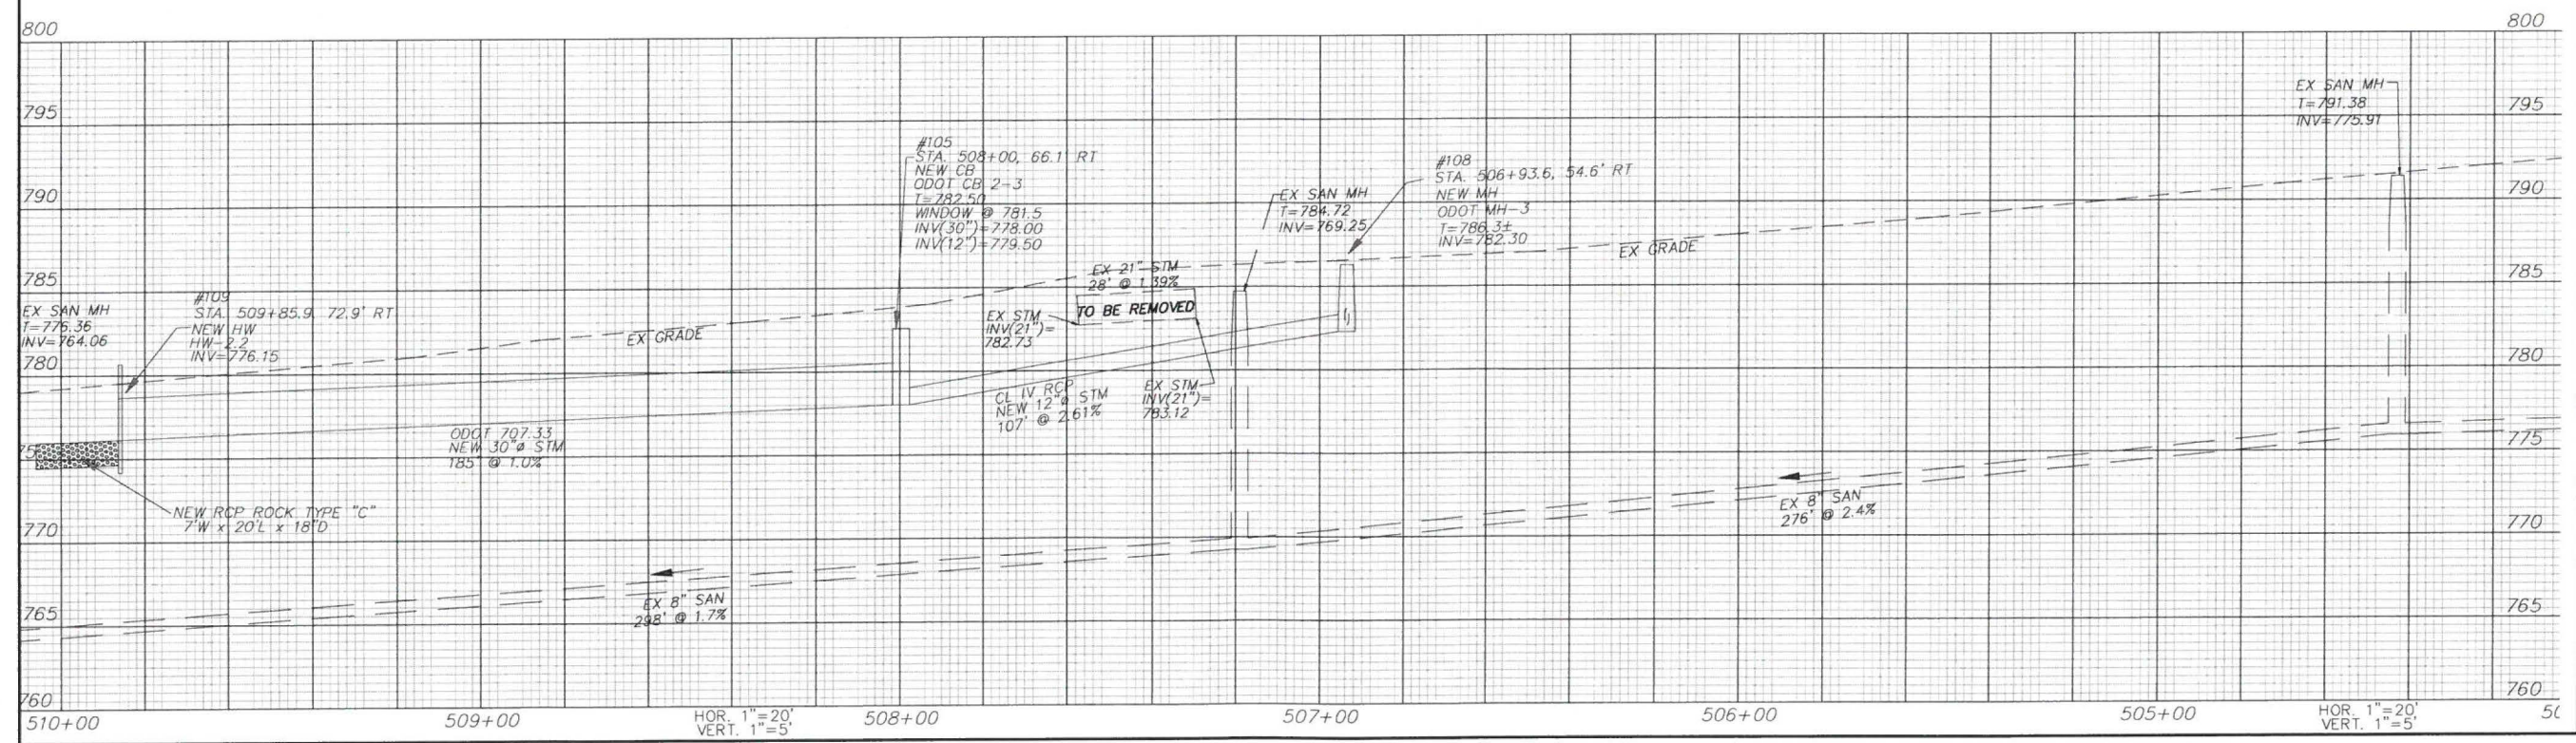 800
800
795
795
790
790
785
785
780
780
775
770
770
765
765
760
760
EX SAN MH
T=776.36
INV=764.06
#109
STA. 509+85.9, 72.9' RT
NEW HW
HW-2.2
INV=776.15
EX GRADE
ODOT 707.33
NEW 30"ø STM
185' @ 1.0%
NEW RCP ROCK TYPE "C"
7'W x 20'L x 18"D
EX 8" SAN
298' @ 1.7%
#105
STA. 508+00, 66.1' RT
NEW CB
ODOT CB 2-3
T=782.50
WINDOW @ 781.5
INV(30")=778.00
INV(12")=779.50
EX 21" STM
28' @ 1.39%
TO BE REMOVED
EX STM
INV(21")=
782.73
CL IV RCP
NEW 12"ø STM
107' @ 2.61%
EX STM
INV(21")=
783.12
EX SAN MH
T=784.72
INV=769.25
#108
STA. 506+93.6, 54.6' RT
NEW MH
ODOT MH-3
T=786.3±
INV=782.30
EX GRADE
EX 8" SAN
276' @ 2.4%
EX SAN MH
T=791.38
INV=775.91
510+00
509+00
HOR. 1"=20'
VERT. 1"=5'
508+00
507+00
506+00
505+00
HOR. 1"=20'
VERT. 1"=5'